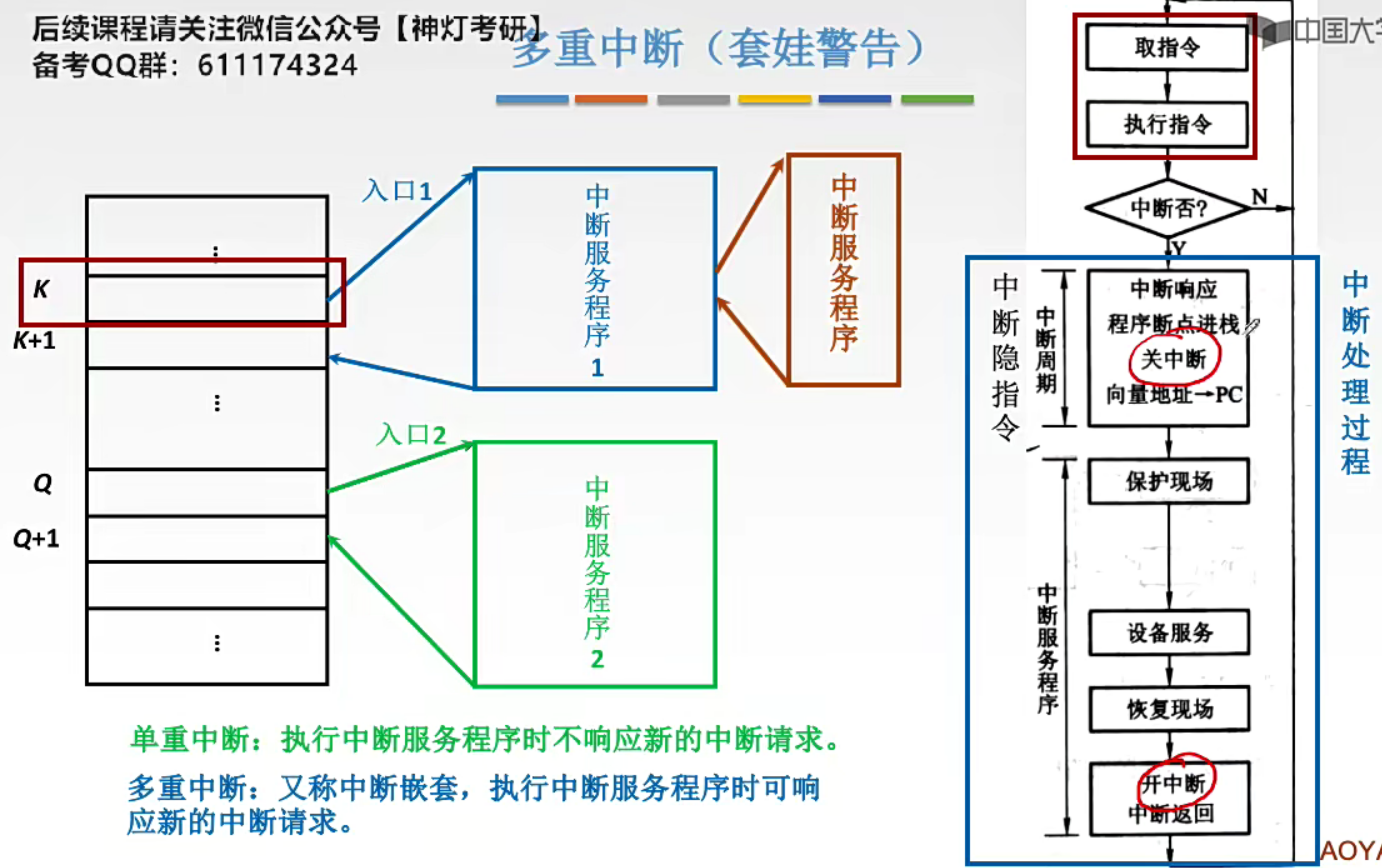 后续课程请关注微信公众号【神灯考研】
备考QQ群：611174324
多重中断（套娃警告）
中国大学
K
K+1
Q
Q+1
入口1
中断服务程序1
中断服务程序
入口2
中断服务程序2
单重中断：执行中断服务程序时不响应新的中断请求。
多重中断：又称中断嵌套，执行中断服务程序时可响
应新的中断请求。
取指令
执行指令
中断否?
N
Y
中断隐指令
中断周期
中断响应
程序断点进栈
关中断
向量地址→PC
中断处理过程
中断服务程序
保护现场
设备服务
恢复现场
开中断
中断返回